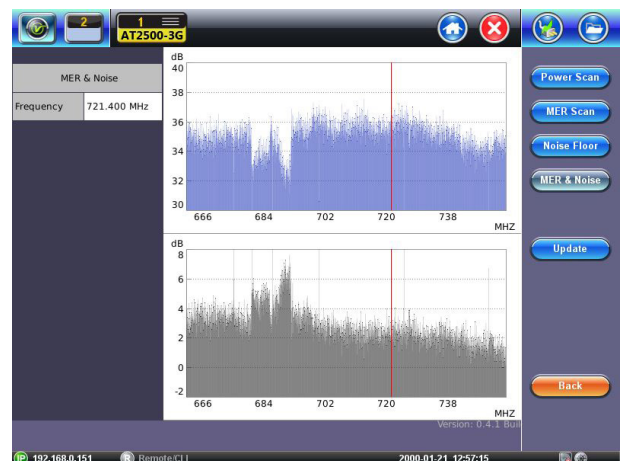 2
1
AT2500-3G
MER & Noise
Frequency 721.400 MHz
dB
40
38
36
34
32
30
666 684 702 720 738
MHZ
dB
8
6
4
2
0
-2
666 684 702 720 738
MHZ
Power Scan
MER Scan
Noise Floor
MER & Noise
Update
Back
Version: 0.4.1 Buil
IP 192.168.0.151 R Remote/CLI 2000-01-21 12:57:15